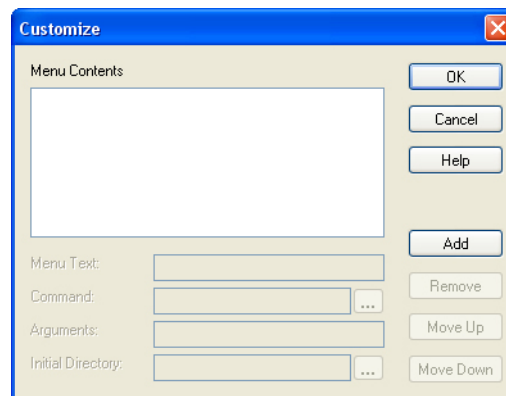 Customize
Menu Contents
OK
Cancel
Help
Add
Menu Text:
Remove
Command:
...
Arguments:
Move Up
Initial Directory:
...
Move Down